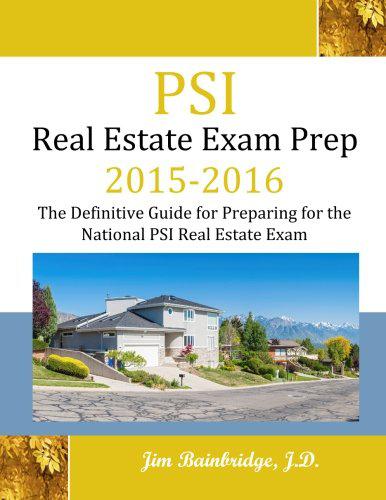 PSI
Real Estate Exam Prep
2015-2016
The Definitive Guide for Preparing for the
National PSI Real Estate Exam
Jim Bainbridge, J.D.